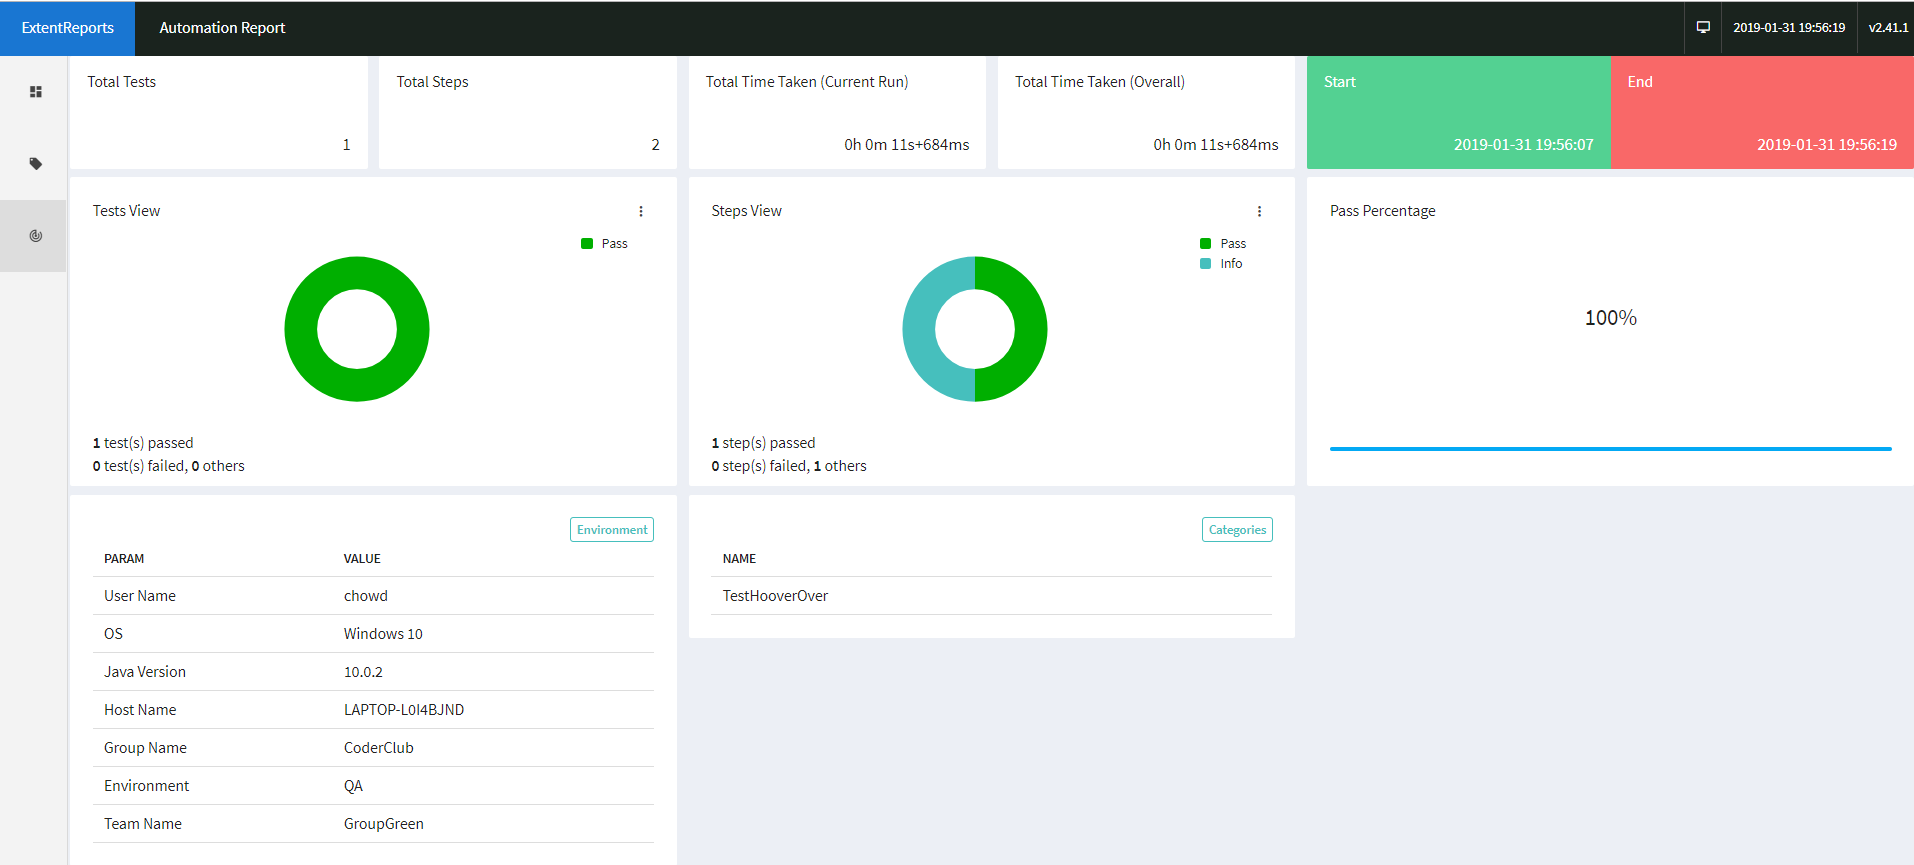 ExtentReports
Automation Report
2019-01-31 19:56:19
v2.41.1
Total Tests
1
Total Steps
2
Total Time Taken (Current Run)
0h 0m 11s+684ms
Total Time Taken (Overall)
0h 0m 11s+684ms
Start
2019-01-31 19:56:07
End
2019-01-31 19:56:19
Tests View
Pass
1 test(s) passed
0 test(s) failed, 0 others
Steps View
Pass
Info
1 step(s) passed
0 step(s) failed, 1 others
Pass Percentage
100%
Environment
PARAM VALUE
User Name chowd
OS Windows 10
Java Version 10.0.2
Host Name LAPTOP-L0I4BJND
Group Name CoderClub
Environment QA
Team Name GroupGreen
Categories
NAME
TestHooverOver